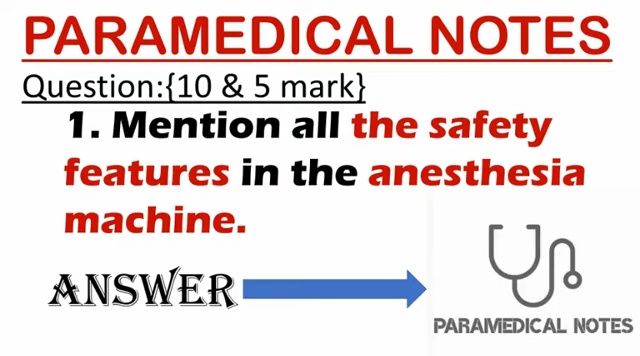 PARAMEDICAL NOTES
Question:{10 & 5 mark}
1. Mention all the safety
features in the anesthesia
machine.
ANSWER
PARAMEDICAL NOTES